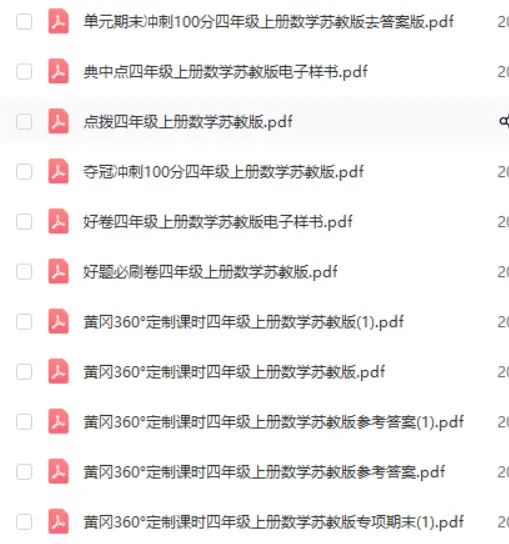 单元期末冲刺100分四年级上册数学苏教版去答案版.pdf
典中点四年级上册数学苏教版电子样书.pdf
点拨四年级上册数学苏教版.pdf
夺冠冲刺100分四年级上册数学苏教版.pdf
好卷四年级上册数学苏教版电子样书.pdf
好题必刷卷四年级上册数学苏教版.pdf
黄冈360°定制课时四年级上册数学苏教版(1).pdf
黄冈360°定制课时四年级上册数学苏教版.pdf
黄冈360°定制课时四年级上册数学苏教版参考答案(1).pdf
黄冈360°定制课时四年级上册数学苏教版参考答案.pdf
黄冈360°定制课时四年级上册数学苏教版专项期末(1).pdf